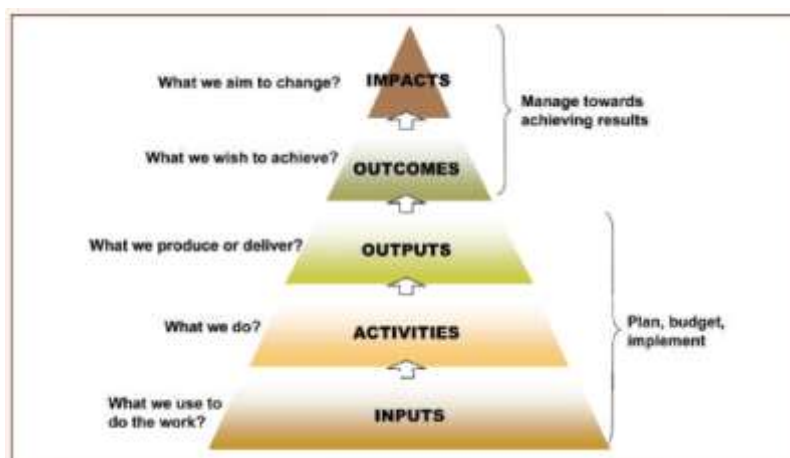 What we aim to change?
IMPACTS
Manage towards
achieving results
What we wish to achieve?
OUTCOMES
What we produce or deliver?
OUTPUTS
What we do?
ACTIVITIES
Plan, budget,
implement
What we use to
do the work?
INPUTS